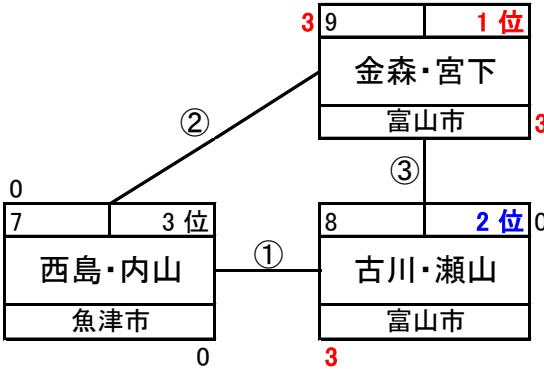 3 9 1 位
金森・宮下
富山市 3
②
③
0
7 3 位
西島・内山
魚津市
0
①
8 2 位 0
古川・瀬山
富山市
3